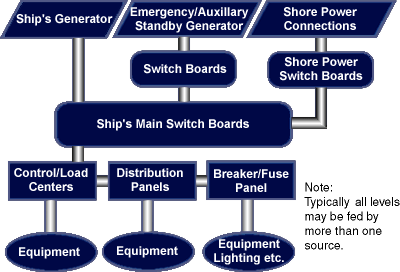 Ship's Generator
Emergency/Auxillary
Standby Generator
Shore Power
Connections
Switch Boards
Shore Power
Switch Boards
Ship's Main Switch Boards
Control/Load
Centers
Distribution
Panels
Breaker/Fuse
Panel
Note:
Typically all levels
may be fed by
more than one
source.
Equipment
Equipment
Equipment
Lighting etc.